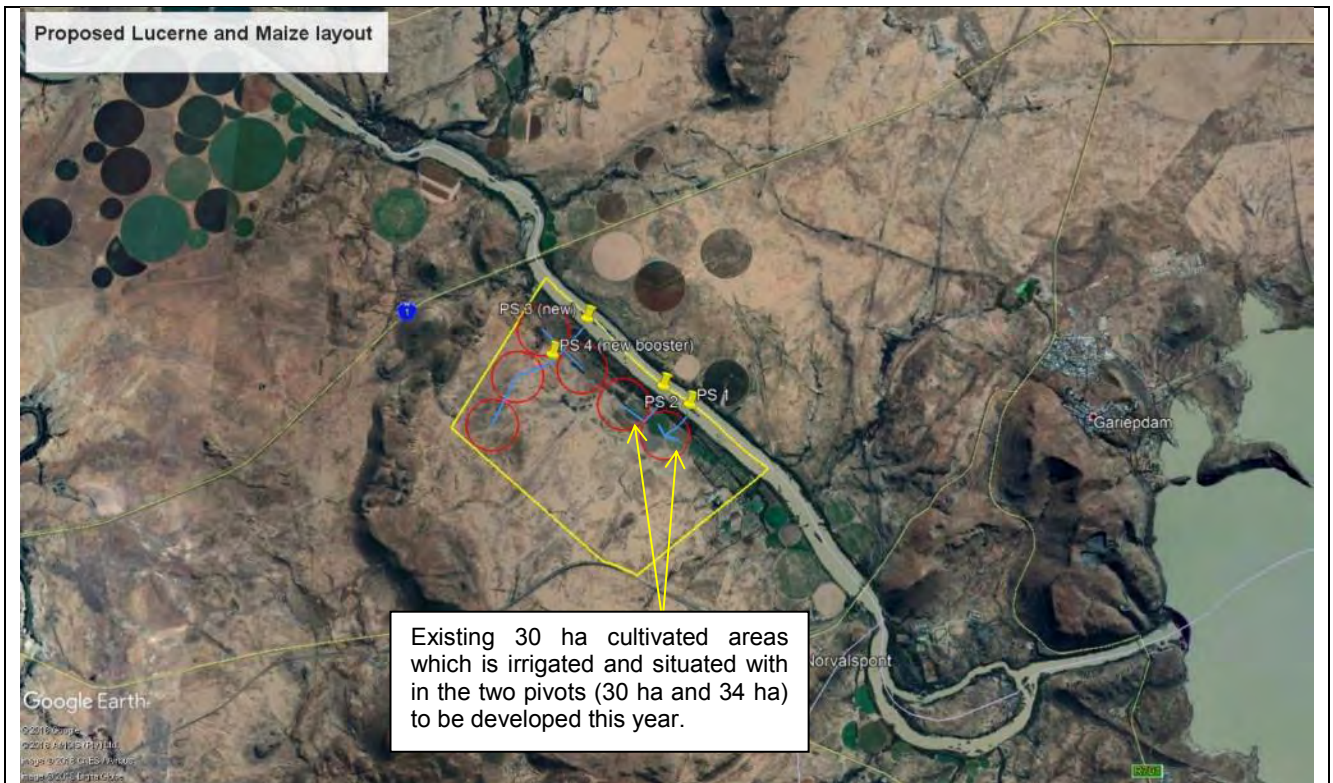 Proposed Lucerne and Maize layout
1
PS 3 (new)
PS 4 (new booster)
PS 2
PS 1
Gariepdam
Norvalspont
Existing 30 ha cultivated areas
which is irrigated and situated with
in the two pivots (30 ha and 34 ha)
to be developed this year.
Google Earth
R701